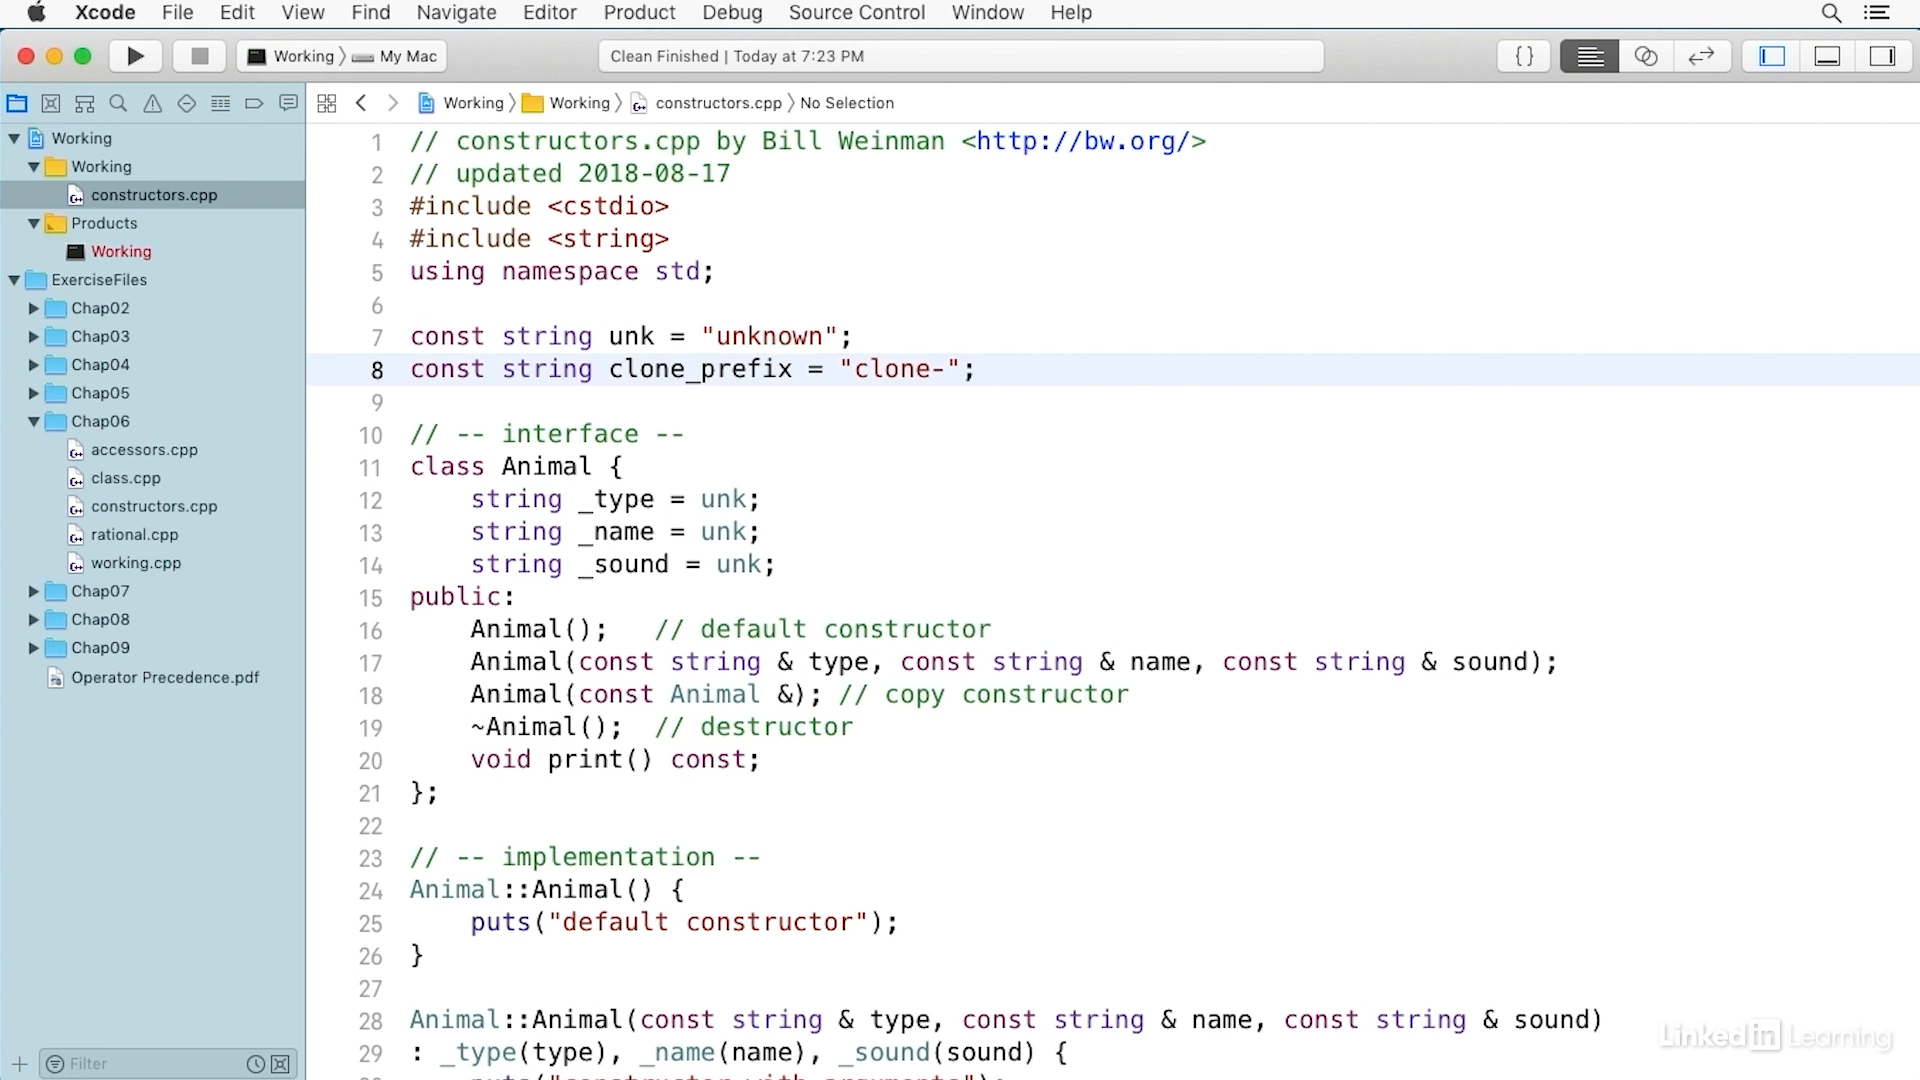 Xcode File Edit View Find Navigate Editor Product Debug Source Control Window Help
Working My Mac
Clean Finished | Today at 7:23 PM
{ }
Working Working constructors.cpp No Selection
Working
Working
constructors.cpp
Products
Working
ExerciseFiles
Chap02
Chap03
Chap04
Chap05
Chap06
accessors.cpp
class.cpp
constructors.cpp
rational.cpp
working.cpp
Chap07
Chap08
Chap09
Operator Precedence.pdf
Filter
1 // constructors.cpp by Bill Weinman <http://bw.org/>
2 // updated 2018-08-17
3 #include <cstdio>
4 #include <string>
5 using namespace std;
6
7 const string unk = "unknown";
8 const string clone_prefix = "clone-";
9
10 // -- interface --
11 class Animal {
12     string _type = unk;
13     string _name = unk;
14     string _sound = unk;
15 public:
16     Animal();   // default constructor
17     Animal(const string & type, const string & name, const string & sound);
18     Animal(const Animal &); // copy constructor
19     ~Animal();  // destructor
20     void print() const;
21 };
22
23 // -- implementation --
24 Animal::Animal() {
25     puts("default constructor");
26 }
27
28 Animal::Animal(const string & type, const string & name, const string & sound)
29 : _type(type), _name(name), _sound(sound) {
puts("constructor with arguments");
LinkedIn Learning